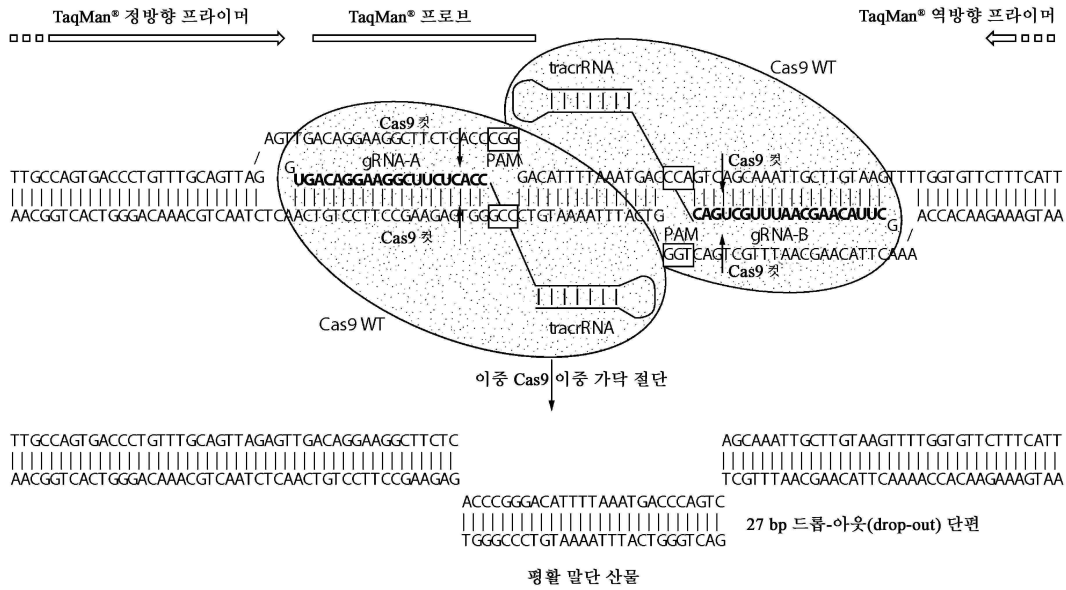 TaqMan® 정방향 프라이머
TaqMan® 프로브
TaqMan® 역방향 프라이머
tracrRNA
Cas9 WT
Cas9 컷
AGTTGACAGGAAGGCTTCTCACCCGG
gRNA-A
PAM
Cas9 컷
TTGCCAGTGACCCTGTTTGCAGTTAG
G
UGACAGGAAGGCUUCUCACC
GACATTTTAAATGACCCAGTCAGCAAATTGCTTGTAAGTTTTGGTGTTCTTTCATT
AACGGTCACTGGGACAAACGTCAATCTCAACTGTCCTTCCGAAGAGTGGGCCCTGTAAAATTTACTG
CAGUCGUUUAACGAACAUUC
G
ACCACAAGAAAGTAA
Cas9 컷
PAM
gRNA-B
GGTCAGTCGTTTAACGAACATTCAAA
Cas9 컷
Cas9 WT
tracrRNA
이중 Cas9 이중 가닥 절단
TTGCCAGTGACCCTGTTTGCAGTTAGAGTTGACAGGAAGGCTTCTC
AGCAAATTGCTTGTAAGTTTTGGTGTTCTTTCATT
AACGGTCACTGGGACAAACGTCAATCTCAACTGTCCTTCCGAAGAG
TCGTTTAACGAACATTCAAAACCACAAGAAAGTAA
ACCCGGGACATTTTAAATGACCCAGTC
27 bp 드롭-아웃(drop-out) 단편
TGGGCCCTGTAAAATTTACTGGGTCAG
평활 말단 산물